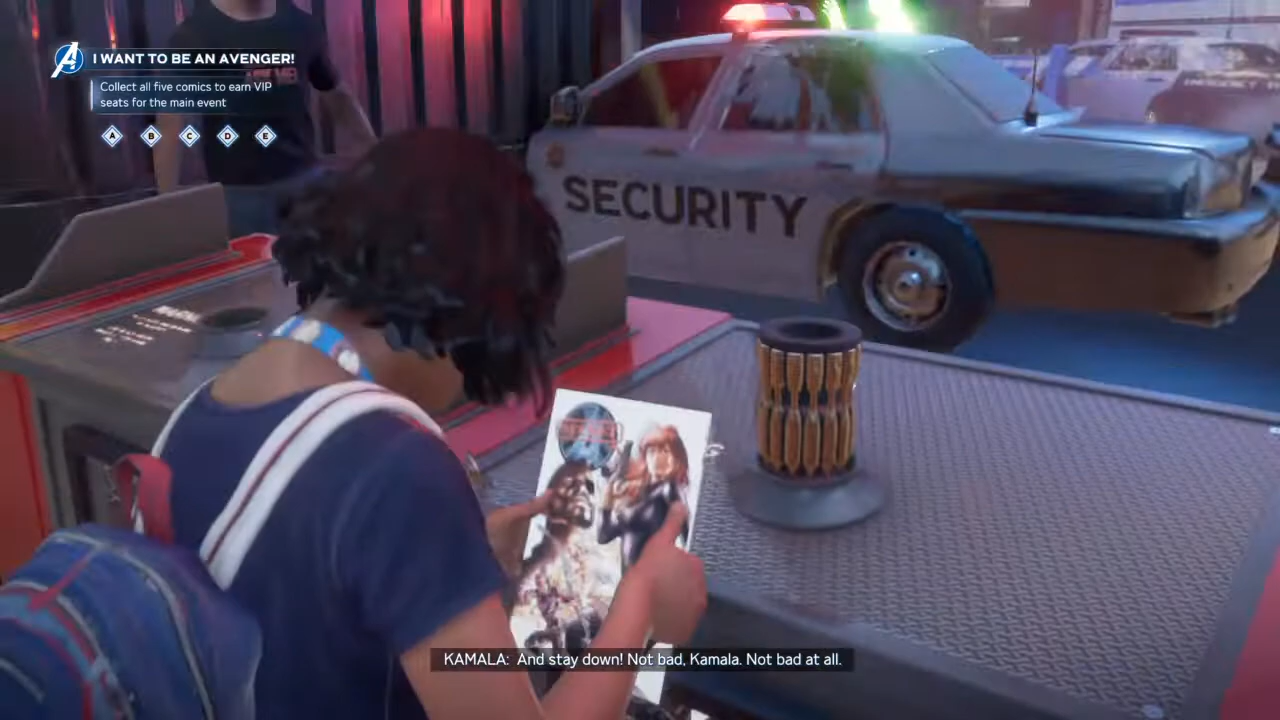 I WANT TO BE AN AVENGER!
Collect all five comics to earn VIP
seats for the main event
A B C D E
SECURITY
KAMALA: And stay down! Not bad, Kamala. Not bad at all.